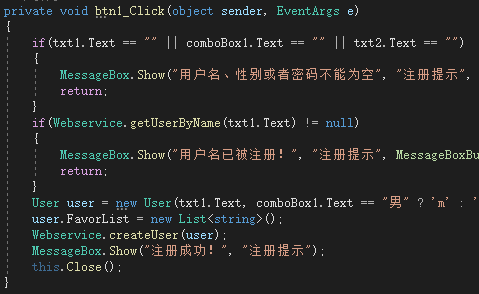 private void btn1_Click(object sender, EventArgs e)
{
if(txt1.Text == "" || comboBox1.Text == "" || txt2.Text == "")
{
MessageBox.Show("用户名、性别或者密码不能为空", "注册提示",
return;
}
if(Webservice.getUserByName(txt1.Text) != null)
{
MessageBox.Show("用户名已被注册!", "注册提示", MessageBoxBu
return;
}
User user = new User(txt1.Text, comboBox1.Text == "男" ? 'm' : '
user.FavorList = new List<string>();
Webservice.createUser(user);
MessageBox.Show("注册成功!", "注册提示");
this.Close();
}